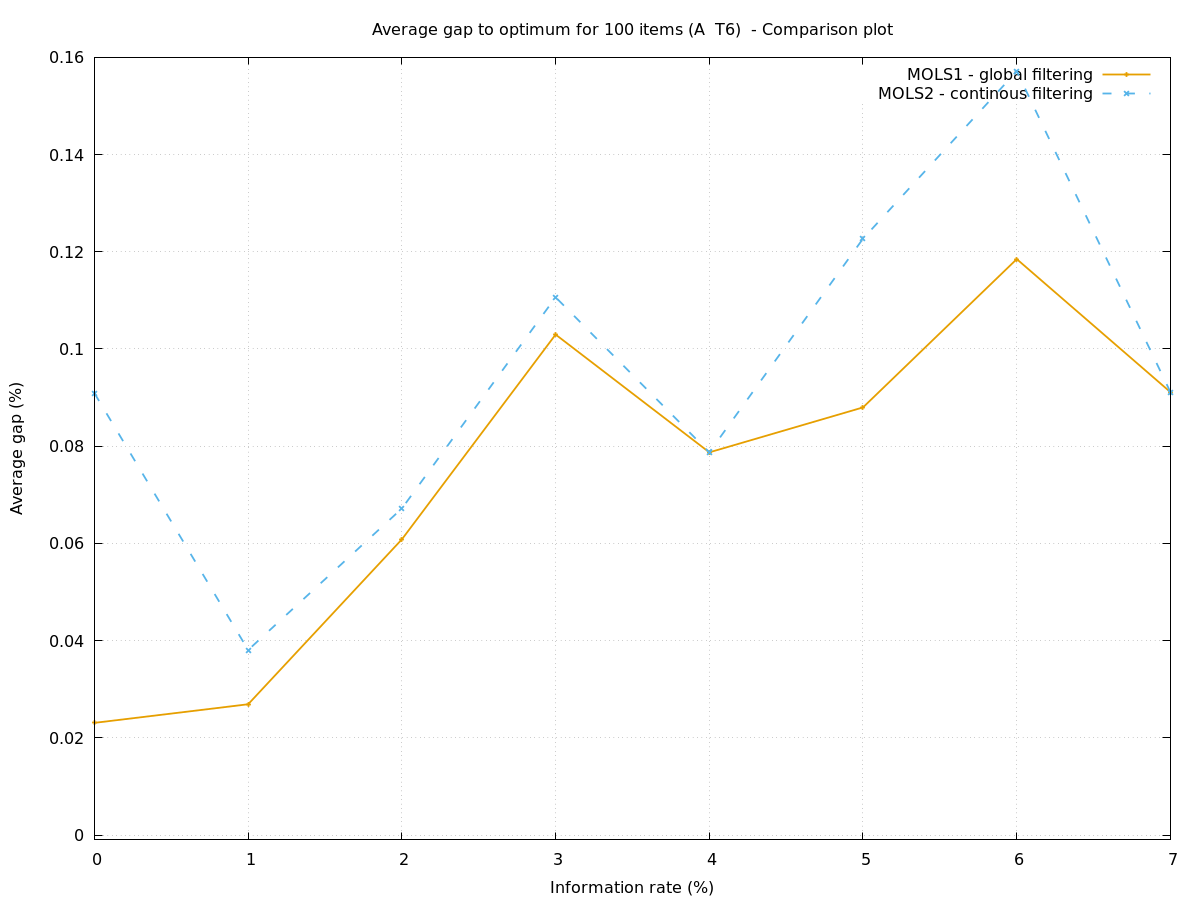 Average gap to optimum for 100 items (A  T6)  - Comparison plot
0.16
MOLS1 - global filtering
MOLS2 - continous filtering
0.14
0.12
0.1
0.08
0.06
0.04
0.02
0
Average gap (%)
0 1 2 3 4 5 6 7
Information rate (%)